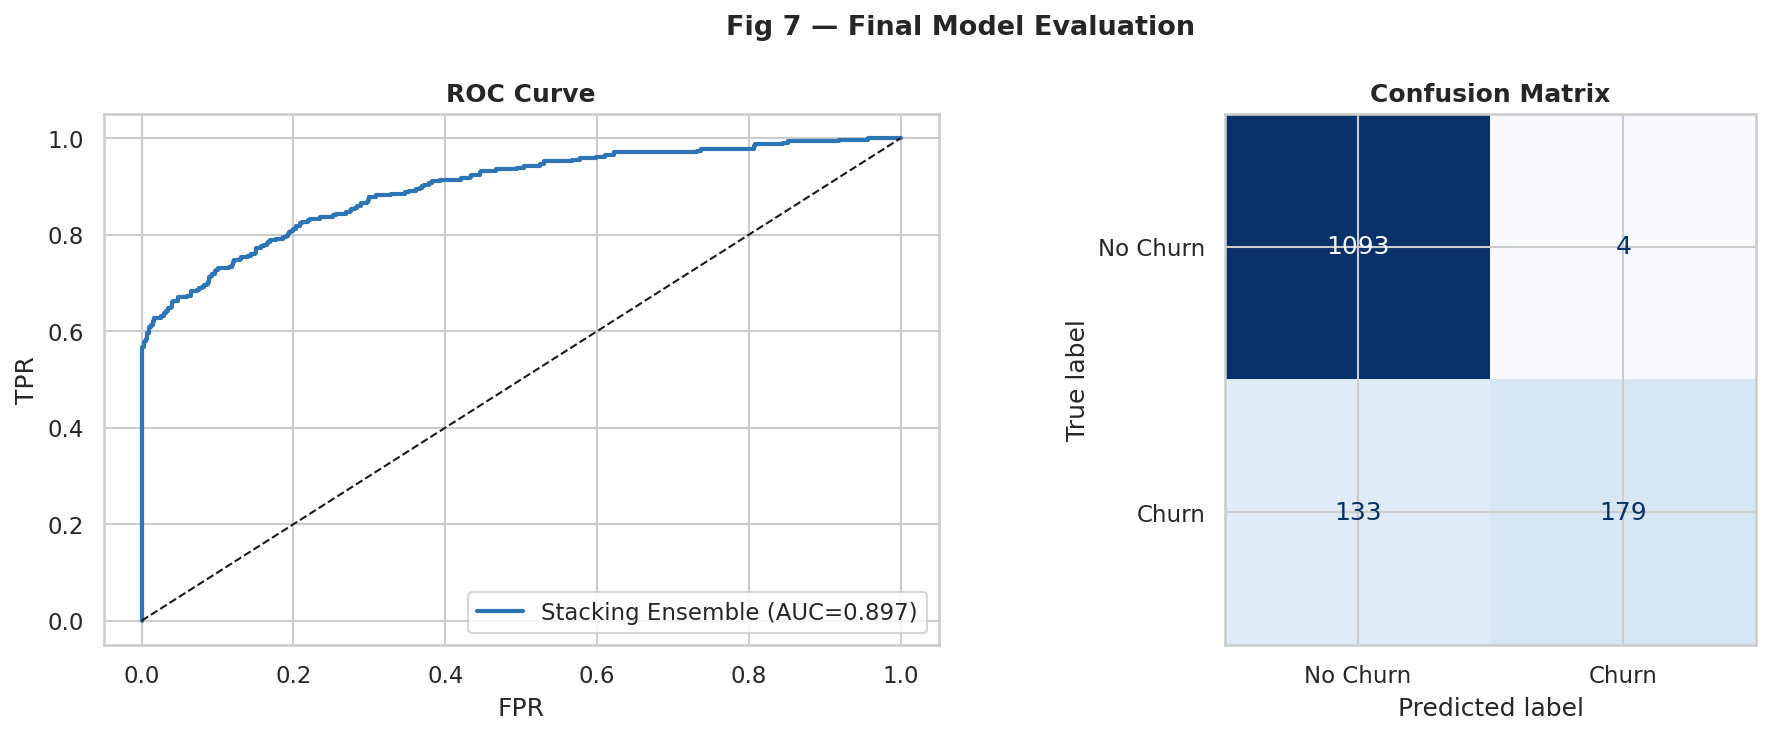 Fig 7 — Final Model Evaluation
ROC Curve
1.0
0.8
0.6
0.4
0.2
0.0
TPR
0.0 0.2 0.4 0.6 0.8 1.0
FPR
Stacking Ensemble (AUC=0.897)
Confusion Matrix
True label
No Churn
1093 4
Churn
133 179
No Churn Churn
Predicted label